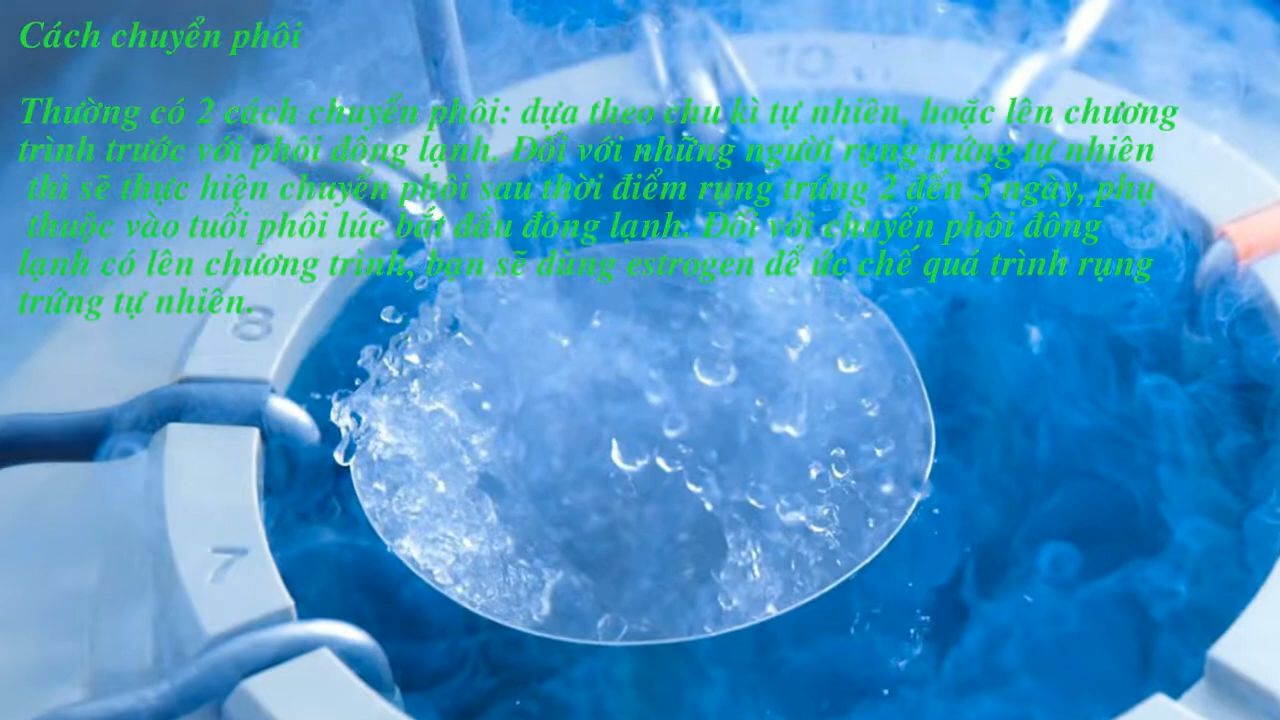 Cách chuyển phôi
Thường có 2 cách chuyển phôi: dựa theo chu kì tự nhiên, hoặc lên chương
trình trước với phôi đông lạnh. Đối với những người rụng trứng tự nhiên
thì sẽ thực hiện chuyển phôi sau thời điểm rụng trứng 2 đến 3 ngày, phụ
thuộc vào tuổi phôi lúc bắt đầu đông lạnh. Đối với chuyển phôi đông
lạnh có lên chương trình, bạn sẽ dùng estrogen để ức chế quá trình rụng
trứng tự nhiên.
10
8
7